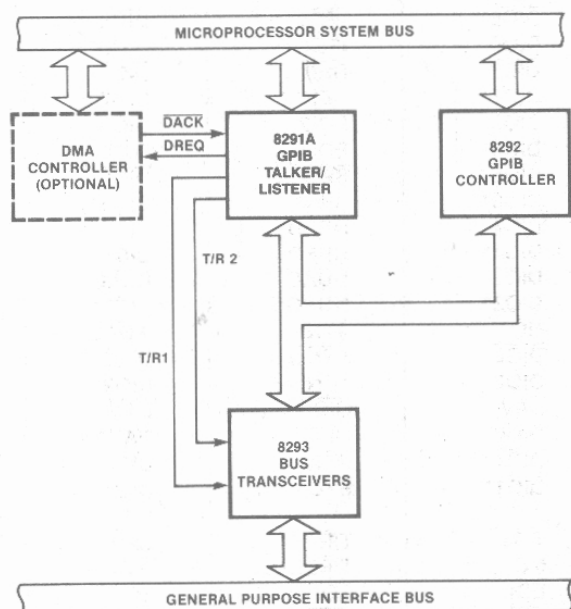 MICROPROCESSOR SYSTEM BUS
DMA
CONTROLLER
(OPTIONAL)
DACK
DREQ
8291A
GPIB
TALKER/
LISTENER
8292
GPIB
CONTROLLER
T/R 2
T/R1
8293
BUS
TRANSCEIVERS
GENERAL PURPOSE INTERFACE BUS